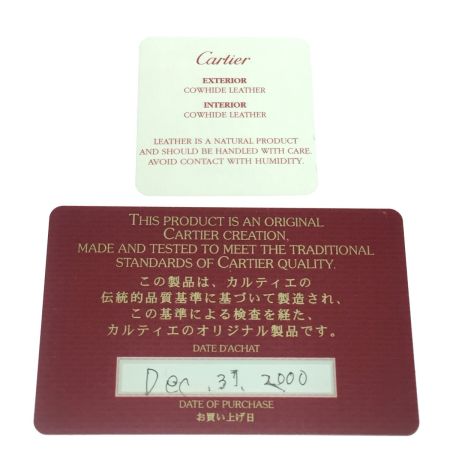 Cartier
EXTERIOR
COWHIDE LEATHER
INTERIOR
COWHIDE LEATHER
LEATHER IS A NATURAL PRODUCT
AND SHOULD BE HANDLED WITH CARE.
AVOID CONTACT WITH HUMIDITY.
THIS PRODUCT IS AN ORIGINAL
CARTIER CREATION,
MADE AND TESTED TO MEET THE TRADITIONAL
STANDARDS OF CARTIER QUALITY.
この製品は、カルティエの
伝統的品質基準に基づいて製造され、
この基準による検査を経た、
カルティエのオリジナル製品です。
DATE D'ACHAT
Dec. 31. 2000
DATE OF PURCHASE
お買い上げ日